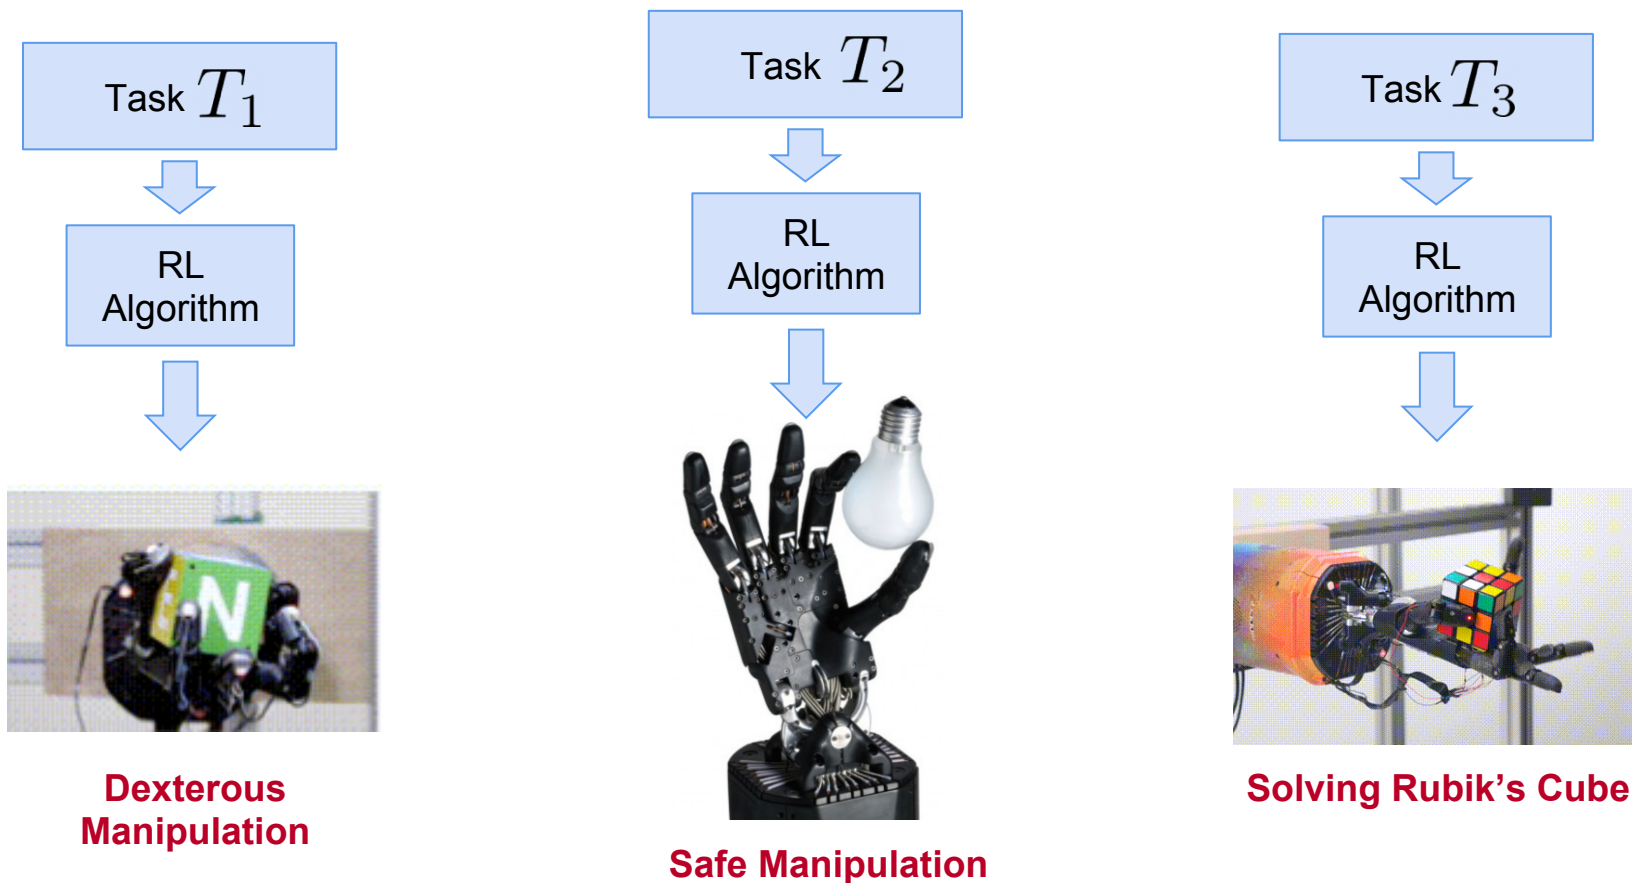 Task T₁
RL
Algorithm
N
Dexterous
Manipulation
Task T₂
RL
Algorithm
Safe Manipulation
Task T₃
RL
Algorithm
Solving Rubik’s Cube